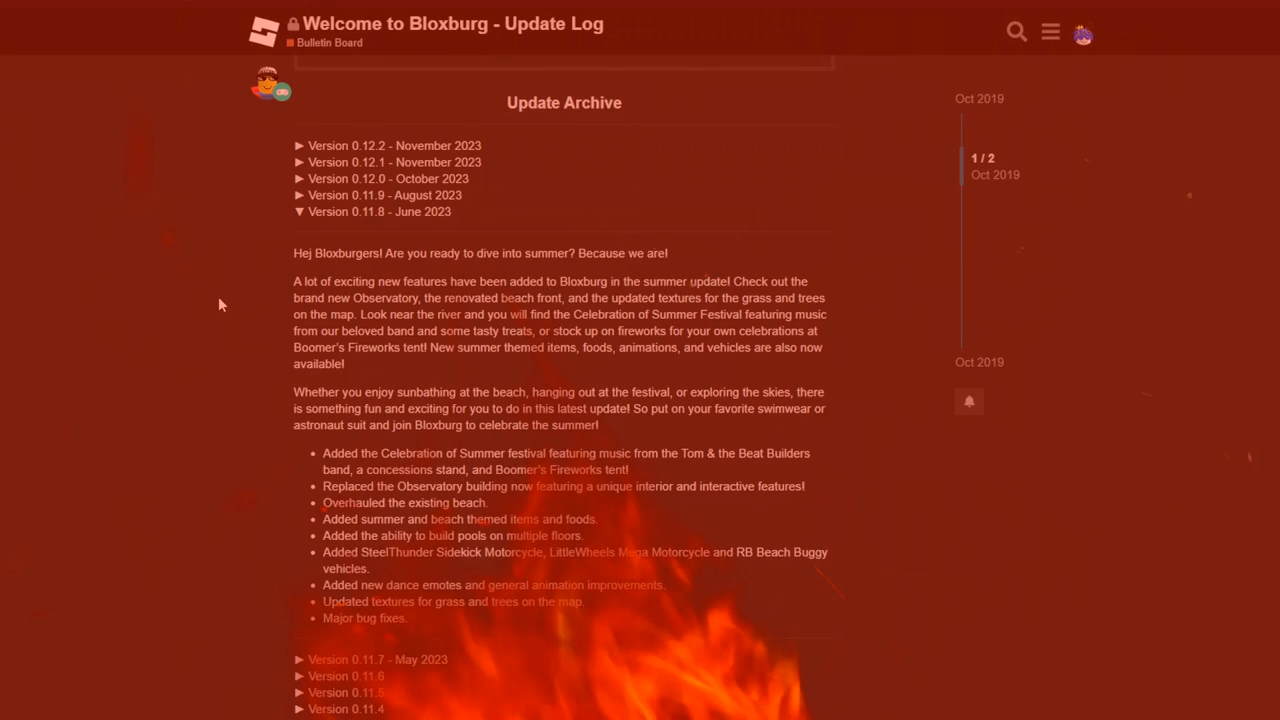 Welcome to Bloxburg - Update Log
Bulletin Board
Update Archive
Oct 2019
▶ Version 0.12.2 - November 2023
▶ Version 0.12.1 - November 2023
1 / 2
Oct 2019
▶ Version 0.12.0 - October 2023
▶ Version 0.11.9 - August 2023
▼ Version 0.11.8 - June 2023
Hej Bloxburgers! Are you ready to dive into summer? Because we are!
A lot of exciting new features have been added to Bloxburg in the summer update! Check out the
brand new Observatory, the renovated beach front, and the updated textures for the grass and trees
on the map. Look near the river and you will find the Celebration of Summer Festival featuring music
from our beloved band and some tasty treats, or stock up on fireworks for your own celebrations at
Boomer's Fireworks tent! New summer themed items, foods, animations, and vehicles are also now
available!
Oct 2019
Whether you enjoy sunbathing at the beach, hanging out at the festival, or exploring the skies, there
is something fun and exciting for you to do in this latest update! So put on your favorite swimwear or
astronaut suit and join Bloxburg to celebrate the summer!
• Added the Celebration of Summer festival featuring music from the Tom & the Beat Builders
band, a concessions stand, and Boomer's Fireworks tent!
• Replaced the Observatory building now featuring a unique interior and interactive features!
• Overhauled the existing beach.
• Added summer and beach themed items and foods.
• Added the ability to build pools on multiple floors.
• Added SteelThunder Sidekick Motorcycle, LittleWheels Mega Motorcycle and RB Beach Buggy
vehicles.
• Added new dance emotes and general animation improvements.
• Updated textures for grass and trees on the map.
• Major bug fixes.
▶ Version 0.11.7 - May 2023
▶ Version 0.11.6
▶ Version 0.11.5
▶ Version 0.11.4